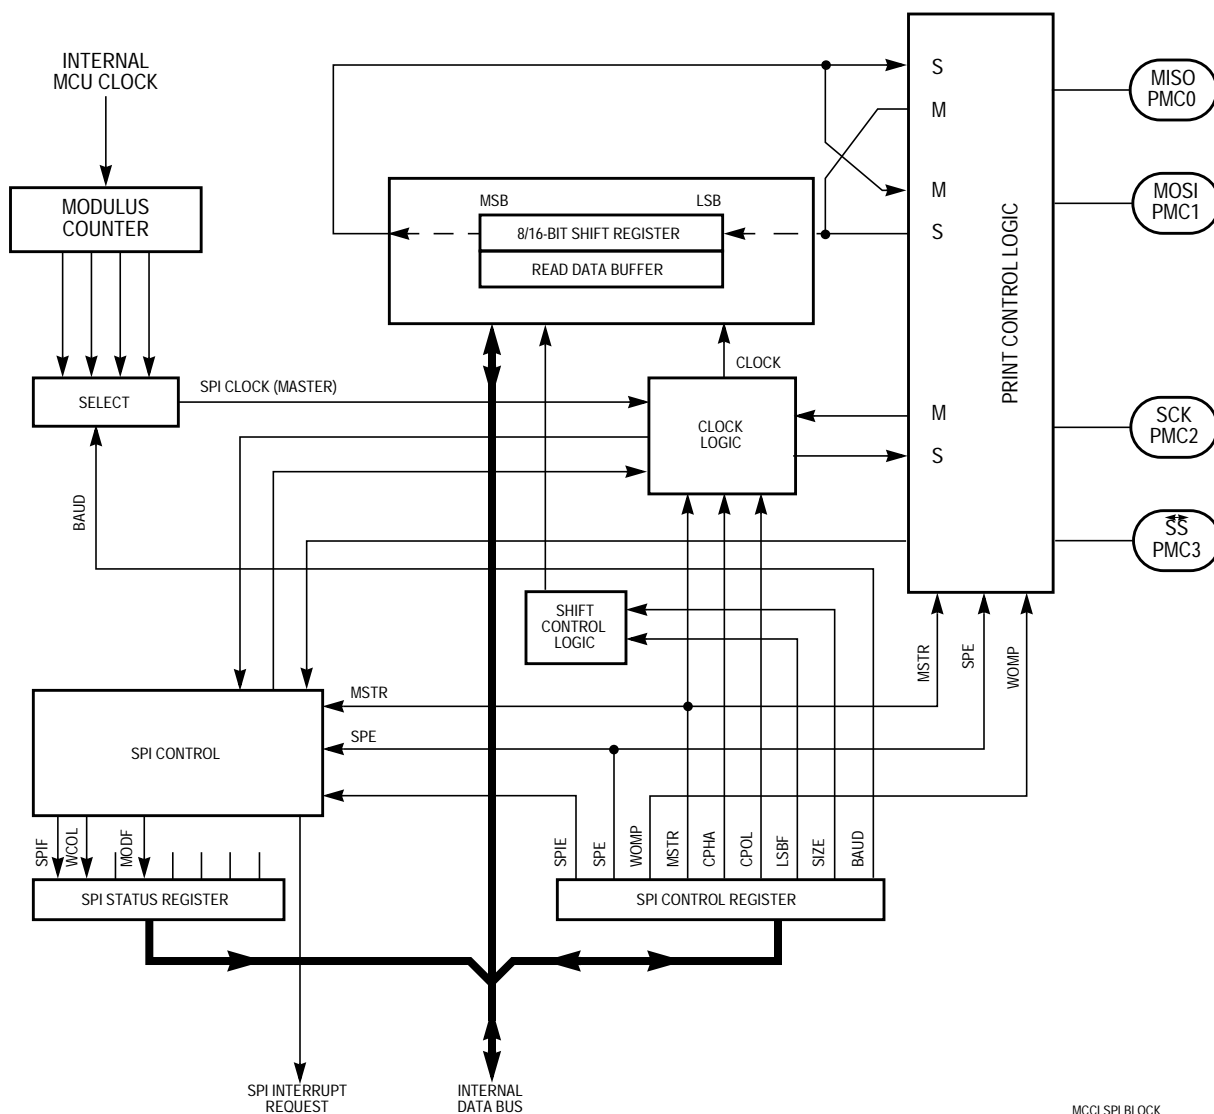 INTERNAL
MCU CLOCK
MODULUS
COUNTER
SELECT
BAUD
SPI CLOCK (MASTER)
MSB
LSB
8/16-BIT SHIFT REGISTER
READ DATA BUFFER
CLOCK
CLOCK
LOGIC
SHIFT
CONTROL
LOGIC
S
M
M
S
M
S
PRINT CONTROL LOGIC
MISO
PMC0
MOSI
PMC1
SCK
PMC2
SS
PMC3
MSTR
SPE
WOMP
MSTR
SPE
SPI CONTROL
SPIF
WCOL
MODF
SPI STATUS REGISTER
SPIE
SPE
WOMP
MSTR
CPHA
CPOL
LSBF
SIZE
BAUD
SPI CONTROL REGISTER
SPI INTERRUPT
REQUEST
INTERNAL
DATA BUS
MCCI SPI BLOCK